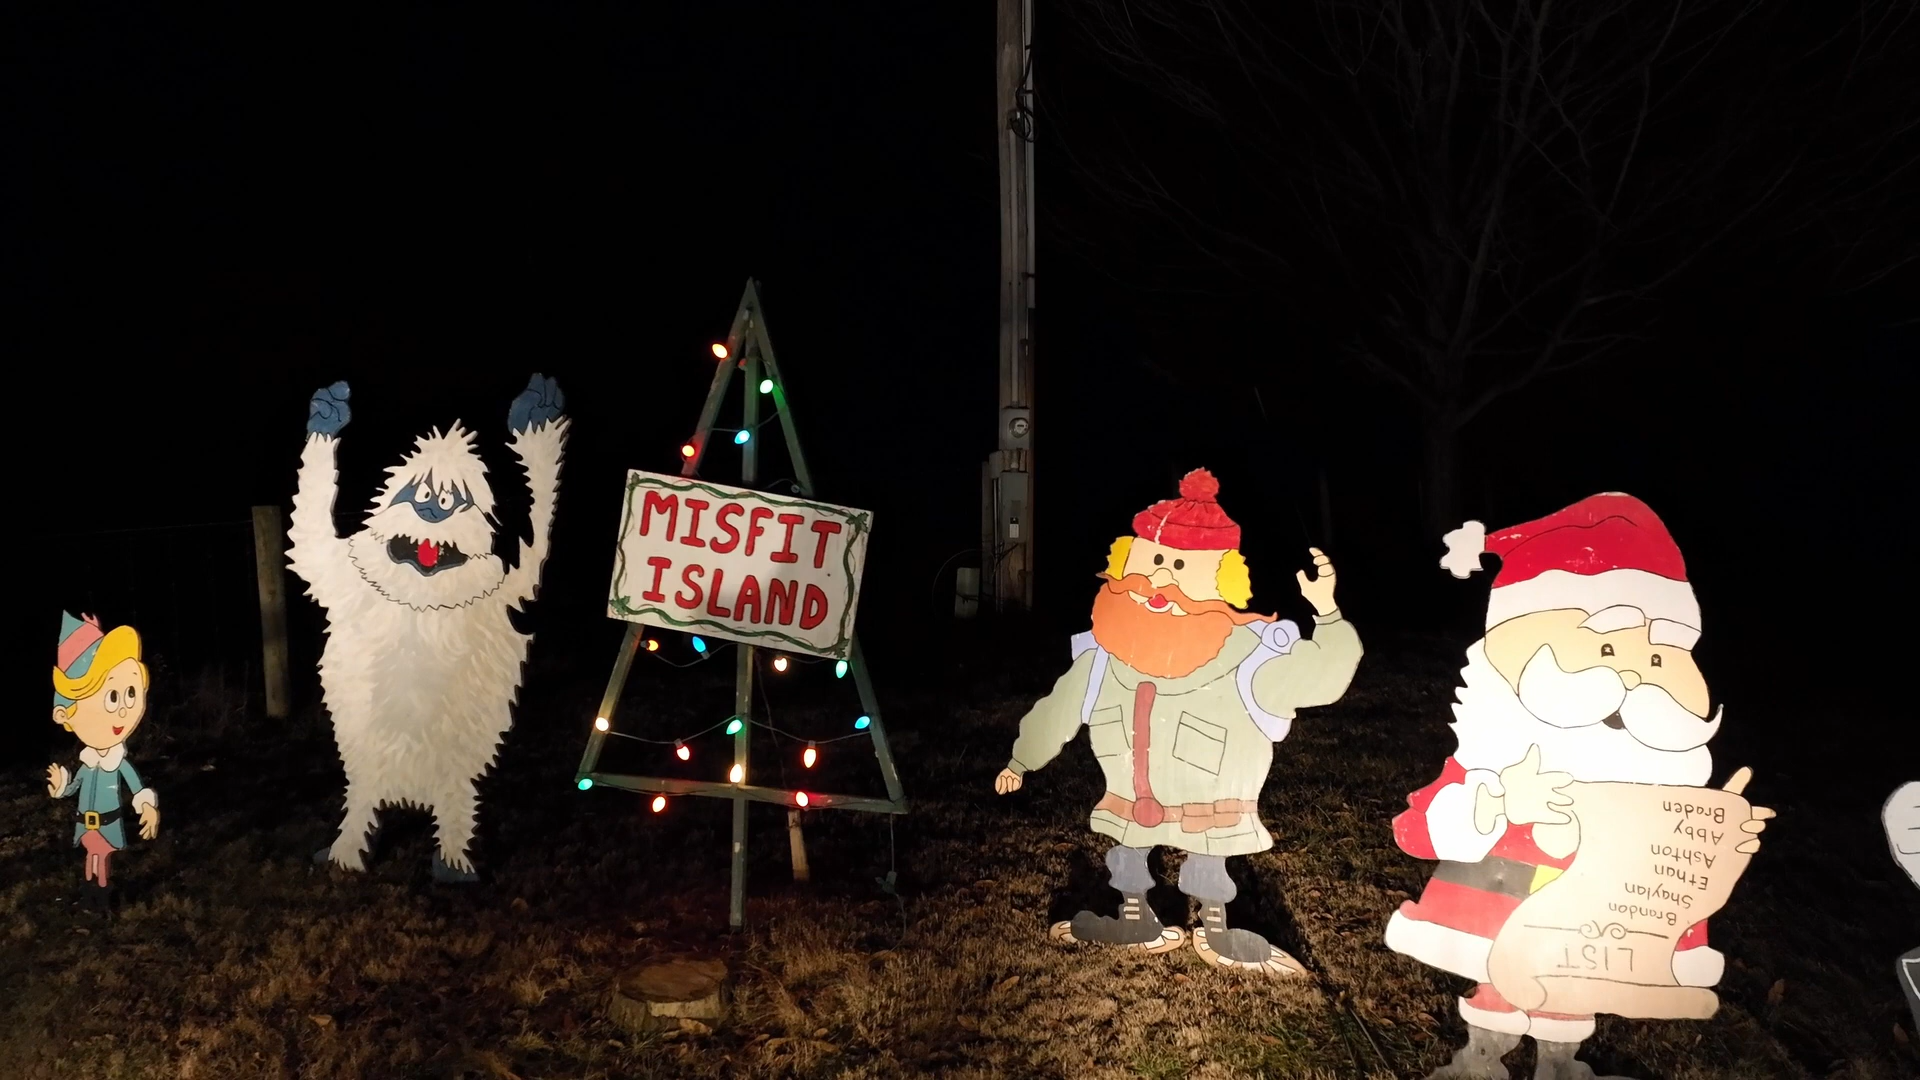 MISFIT
ISLAND
LIST
Brandon
Shaylan
Ethan
Ashton
Abby
Braden